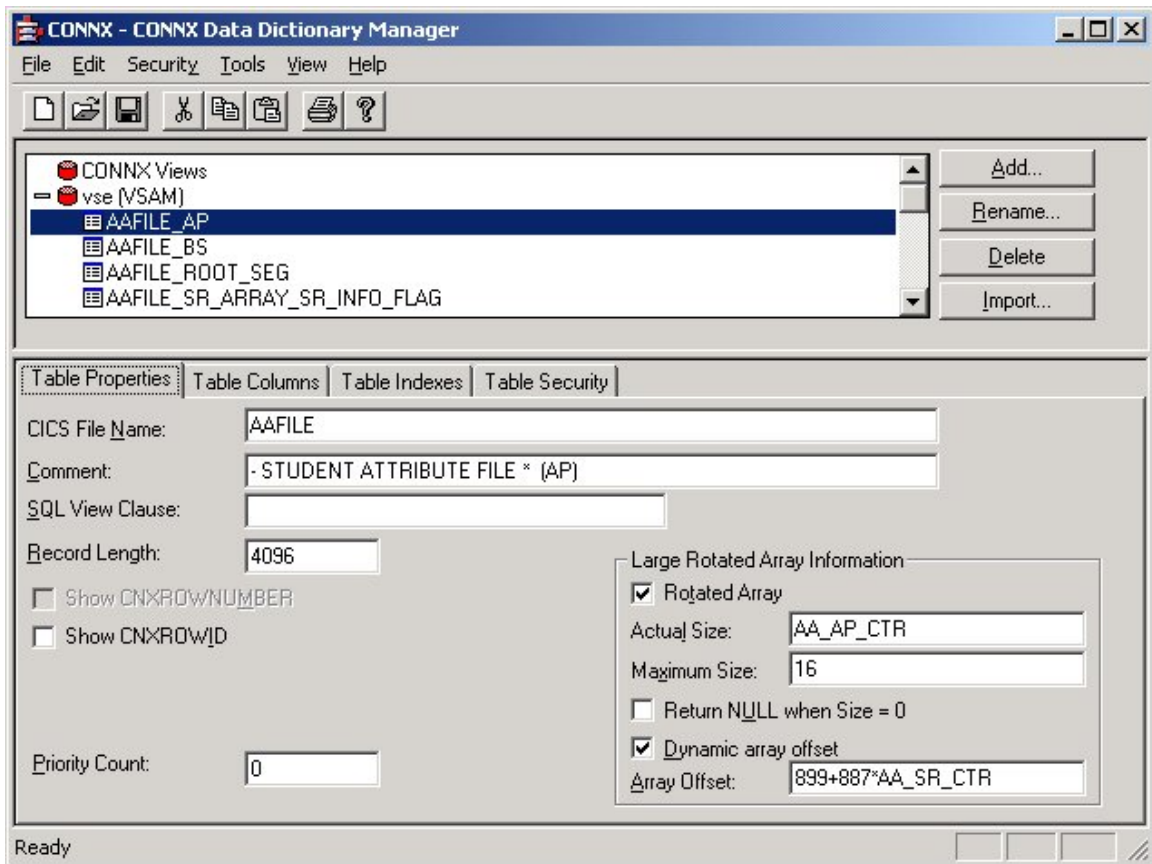 CONNX - CONNX Data Dictionary Manager
File Edit Security Tools View Help
CONNX Views
vse (VSAM)
AAFILE_AP
AAFILE_BS
AAFILE_ROOT_SEG
AAFILE_SR_ARRAY_SR_INFO_FLAG
Add...
Rename...
Delete
Import...
Table Properties Table Columns Table Indexes Table Security
CICS File Name: AAFILE
Comment: - STUDENT ATTRIBUTE FILE * (AP)
SQL View Clause:
Record Length: 4096
Show CNXROWNUMBER
Show CNXROWID
Priority Count: 0
Large Rotated Array Information
Rotated Array
Actual Size: AA_AP_CTR
Maximum Size: 16
Return NULL when Size = 0
Dynamic array offset
Array Offset: 899+887*AA_SR_CTR
Ready